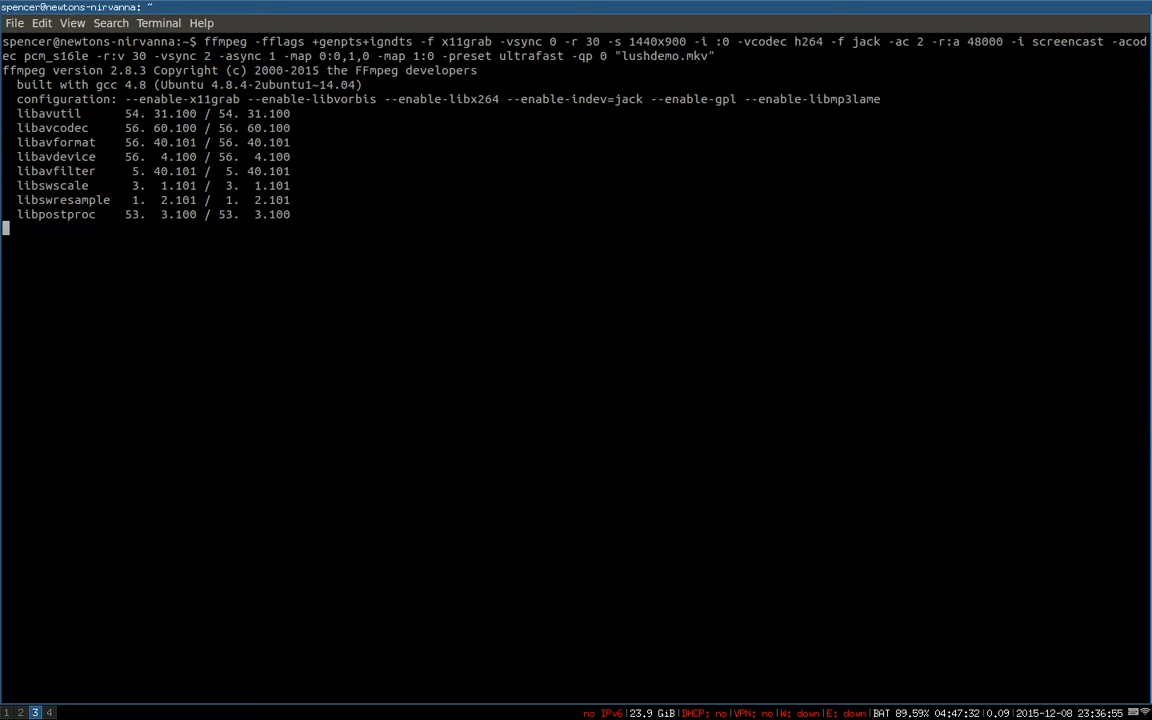 spencer@newtons-nirvanna: ~
File Edit View Search Terminal Help
spencer@newtons-nirvanna:~$ ffmpeg -fflags +genpts+igndts -f x11grab -vsync 0 -r 30 -s 1440x900 -i :0 -vcodec h264 -f jack -ac 2 -r:a 48000 -i screencast -acod
ec pcm_s16le -r:v 30 -vsync 2 -async 1 -map 0:0,1,0 -map 1:0 -preset ultrafast -qp 0 "lushdemo.mkv"
ffmpeg version 2.8.3 Copyright (c) 2000-2015 the FFmpeg developers
  built with gcc 4.8 (Ubuntu 4.8.4-2ubuntu1~14.04)
  configuration: --enable-x11grab --enable-libvorbis --enable-libx264 --enable-indev=jack --enable-gpl --enable-libmp3lame
  libavutil      54. 31.100 / 54. 31.100
  libavcodec     56. 60.100 / 56. 60.100
  libavformat    56. 40.101 / 56. 40.101
  libavdevice    56.  4.100 / 56.  4.100
  libavfilter     5. 40.101 /  5. 40.101
  libswscale      3.  1.101 /  3.  1.101
  libswresample   1.  2.101 /  1.  2.101
  libpostproc    53.  3.100 / 53.  3.100
1 2 3 4 no IPv6|23.9 GiB|DHCP: no|VPN: no|W: down|E: down|BAT 89.59% 04:47:32|0.09|2015-12-08 23:36:55